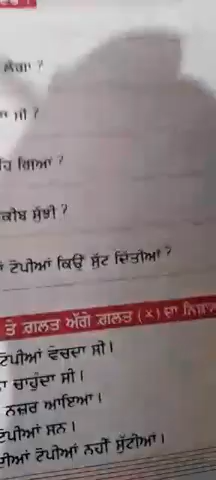 ਲੱਗਾ ?
ਸੀ ?
ਗਿਆ ?
ਸੁੱਝੀ ?
ਟੋਪੀਆਂ ਕਿਉਂ ਸੁੱਟ ਦਿੱਤੀਆਂ ?
ਤੇ ਗ਼ਲਤ ਅੱਗੇ ਗ਼ਲਤ (×) ਦਾ
ਟੋਪੀਆਂ ਵੇਚਦਾ ਸੀ।
ਚਾਹੁੰਦਾ ਸੀ।
ਨਜ਼ਰ ਆਇਆ।
ਟੋਪੀਆਂ ਸਨ।
ਟੋਪੀਆਂ ਨਹੀਂ ਸੁੱਟੀਆਂ।